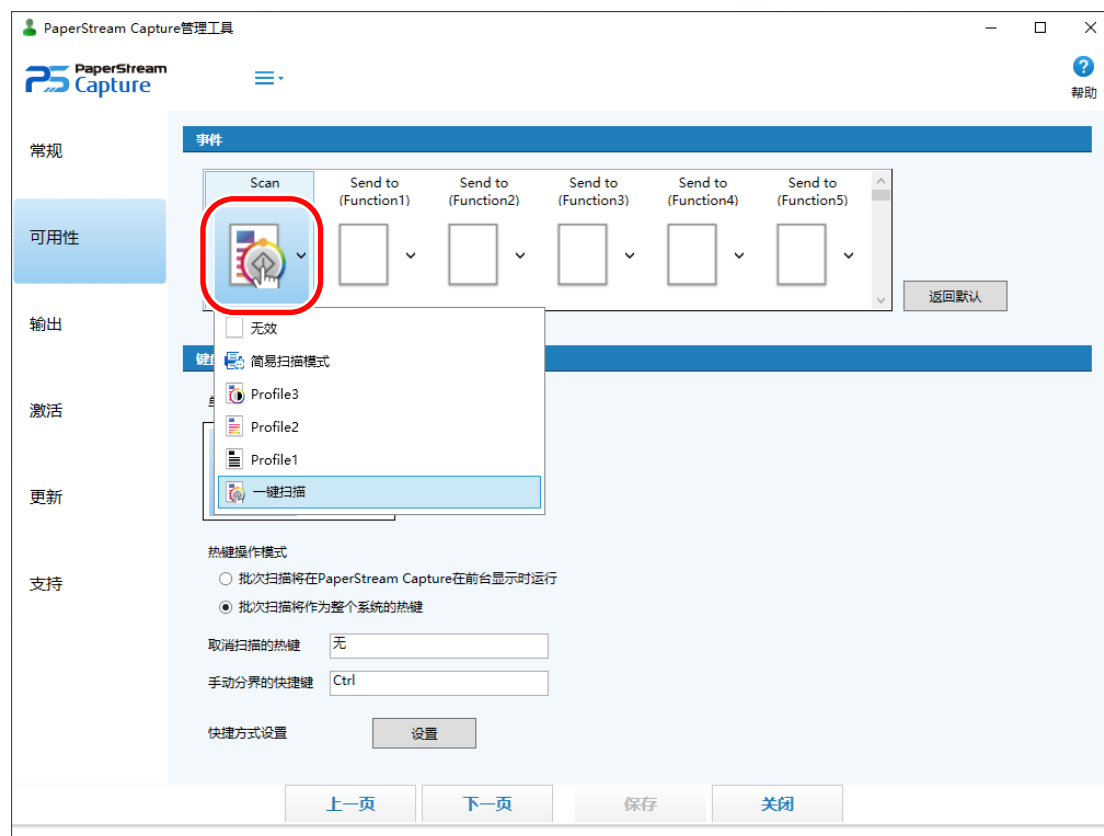 PaperStream Capture管理工具
PaperStream
Capture
帮助
常规
可用性
输出
激活
更新
支持
事件
Scan
Send to
(Function1)
Send to
(Function2)
Send to
(Function3)
Send to
(Function4)
Send to
(Function5)
返回默认
无效
简易扫描模式
Profile3
Profile2
Profile1
一键扫描
热键操作模式
批次扫描将在PaperStream Capture在前台显示时运行
批次扫描将作为整个系统的热键
取消扫描的热键
无
手动分界的快捷键
Ctrl
快捷方式设置
设置
上一页
下一页
保存
关闭